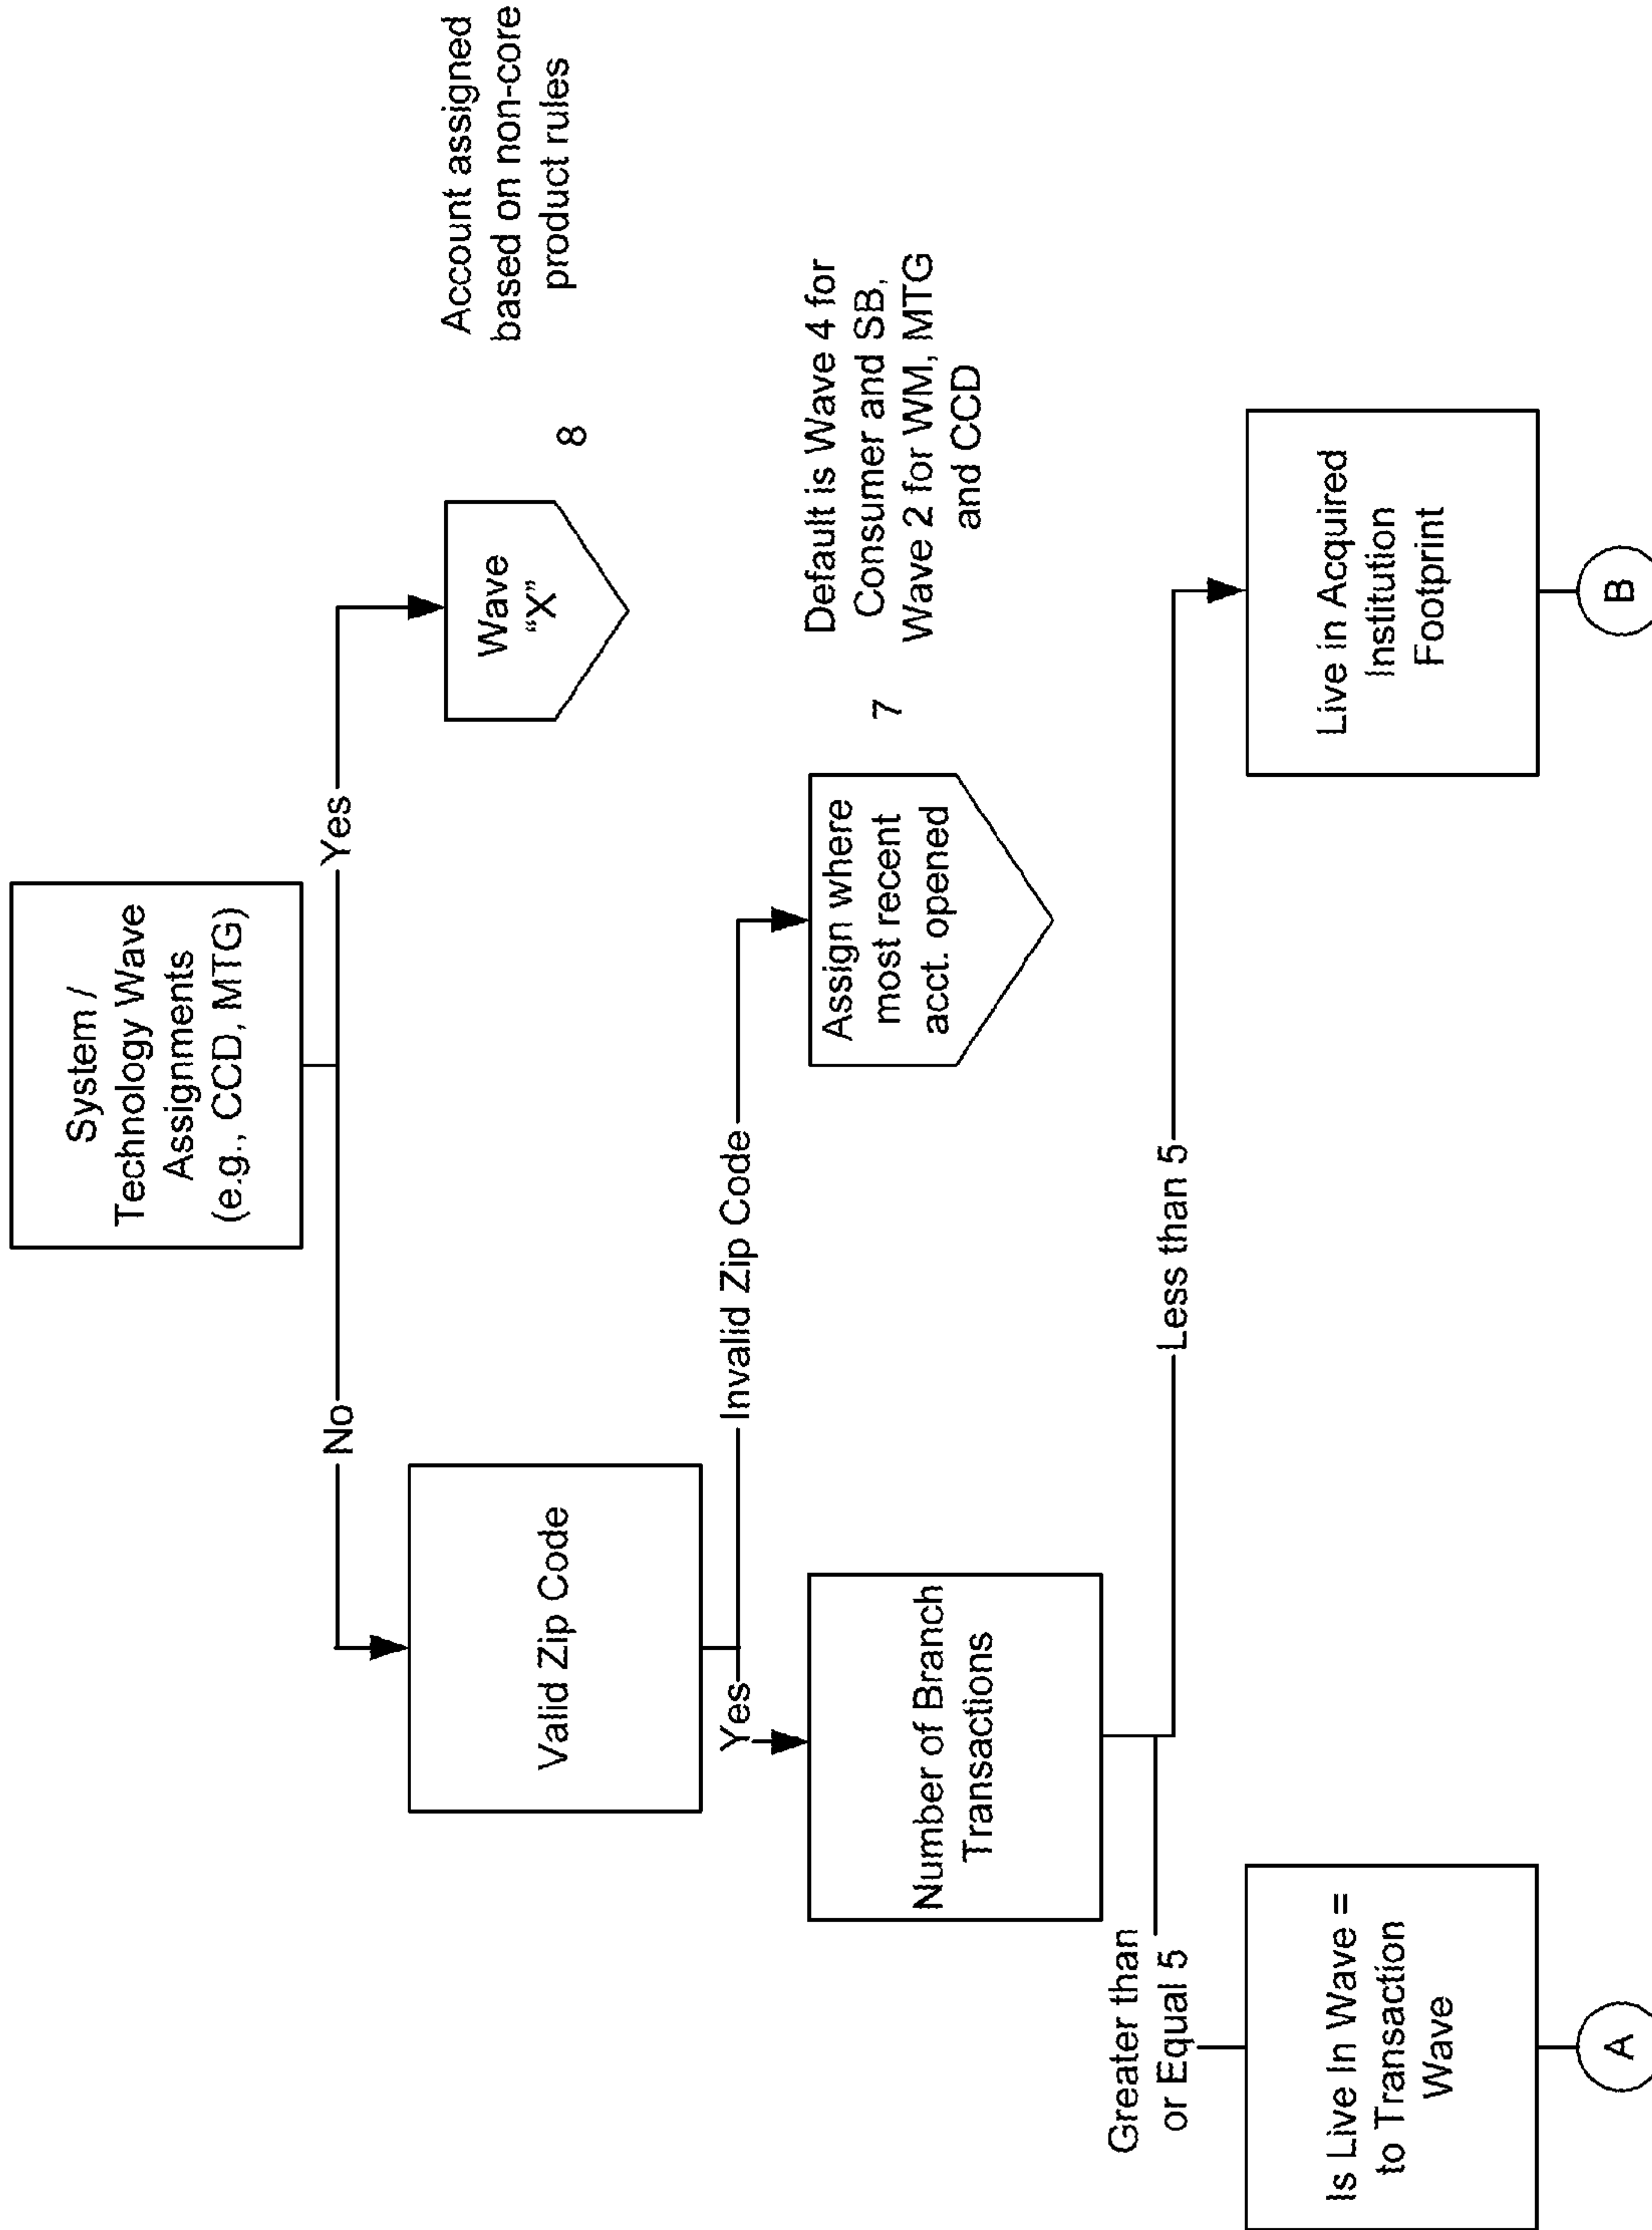 System /
Technology Wave
Assignments
(e.g., CCD, MTG)
No
Yes
Valid Zip Code
Wave
“X”
8
Account assigned
based on non-core
product rules
Yes
Invalid Zip Code
Number of Branch
Transactions
Assign where
most recent
acct. opened
7
Default is Wave 4 for
Consumer and SB,
Wave 2 for WM, MTG
and CCD
Greater than
or Equal 5
Less than 5
Is Live In Wave =
to Transaction
Wave
Live in Acquired
Institution
Footprint
A
B